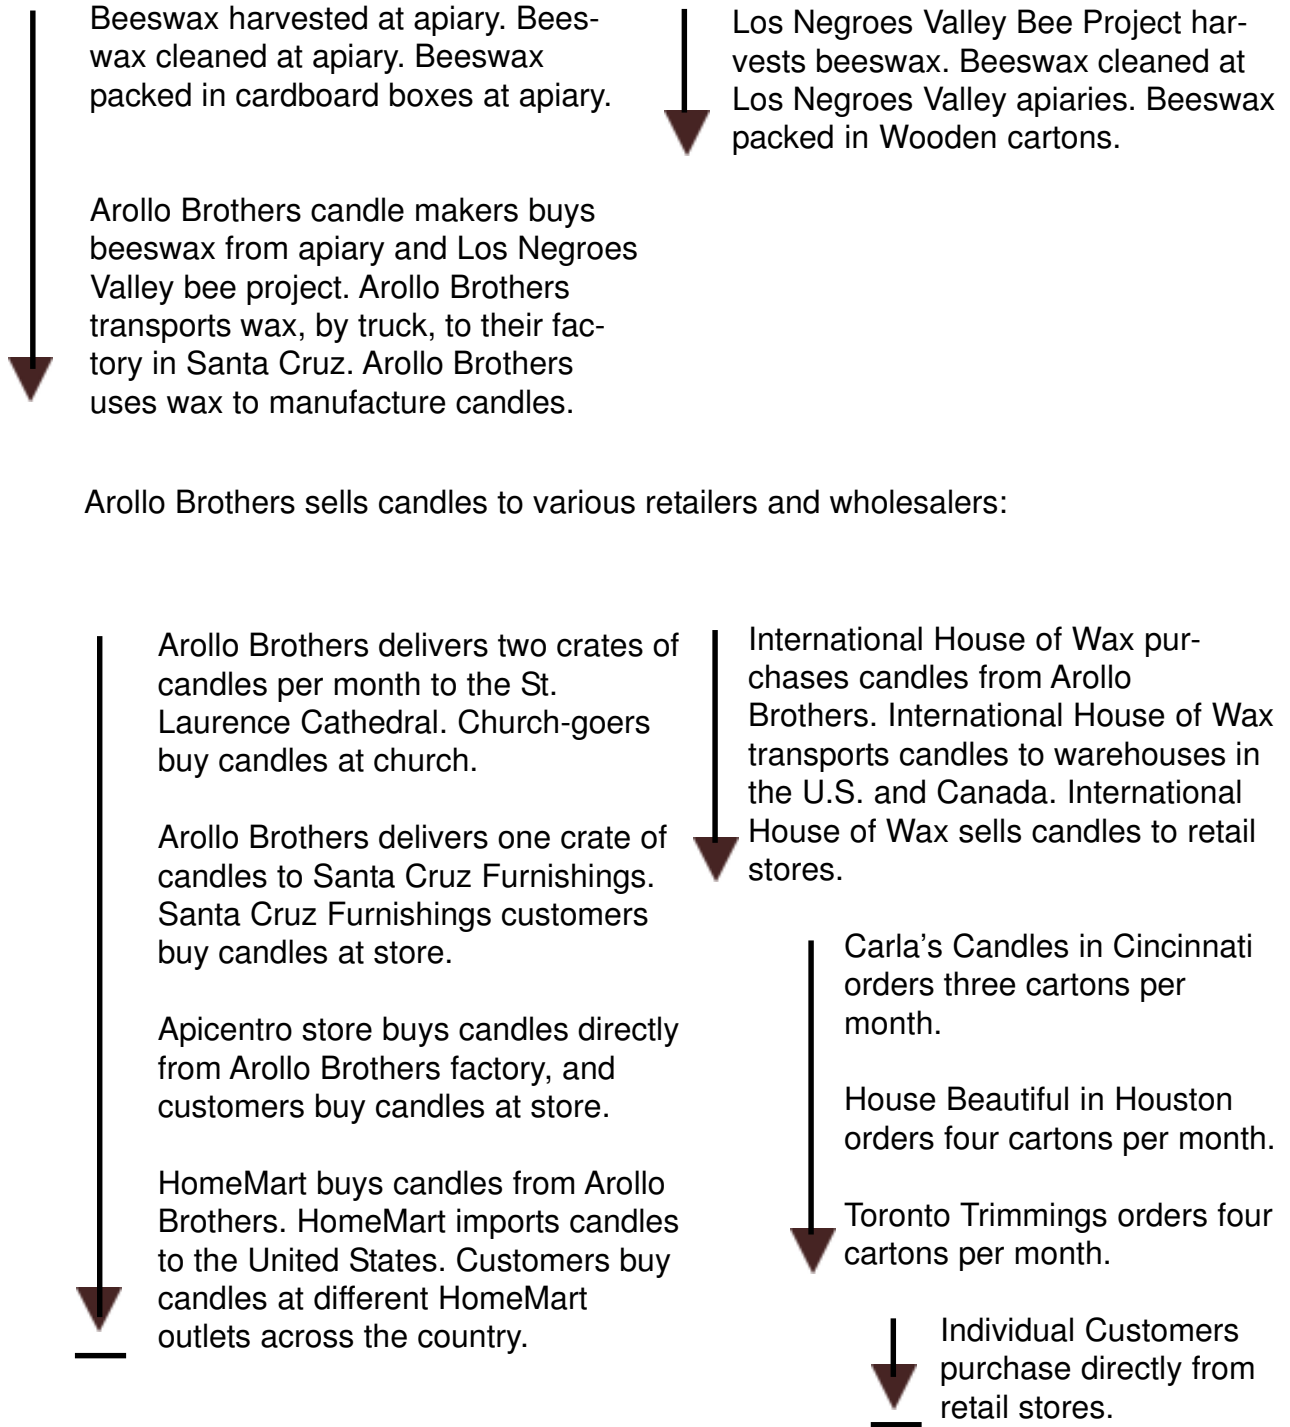 Beeswax harvested at apiary. Bees-
wax cleaned at apiary. Beeswax
packed in cardboard boxes at apiary.
Los Negroes Valley Bee Project har-
vests beeswax. Beeswax cleaned at
Los Negroes Valley apiaries. Beeswax
packed in Wooden cartons.
Arollo Brothers candle makers buys
beeswax from apiary and Los Negroes
Valley bee project. Arollo Brothers
transports wax, by truck, to their fac-
tory in Santa Cruz. Arollo Brothers
uses wax to manufacture candles.
Arollo Brothers sells candles to various retailers and wholesalers:
Arollo Brothers delivers two crates of
candles per month to the St.
Laurence Cathedral. Church-goers
buy candles at church.
Arollo Brothers delivers one crate of
candles to Santa Cruz Furnishings.
Santa Cruz Furnishings customers
buy candles at store.
Apicentro store buys candles directly
from Arollo Brothers factory, and
customers buy candles at store.
HomeMart buys candles from Arollo
Brothers. HomeMart imports candles
to the United States. Customers buy
candles at different HomeMart
outlets across the country.
International House of Wax pur-
chases candles from Arollo
Brothers. International House of Wax
transports candles to warehouses in
the U.S. and Canada. International
House of Wax sells candles to retail
stores.
Carla's Candles in Cincinnati
orders three cartons per
month.
House Beautiful in Houston
orders four cartons per month.
Toronto Trimmings orders four
cartons per month.
Individual Customers
purchase directly from
retail stores.